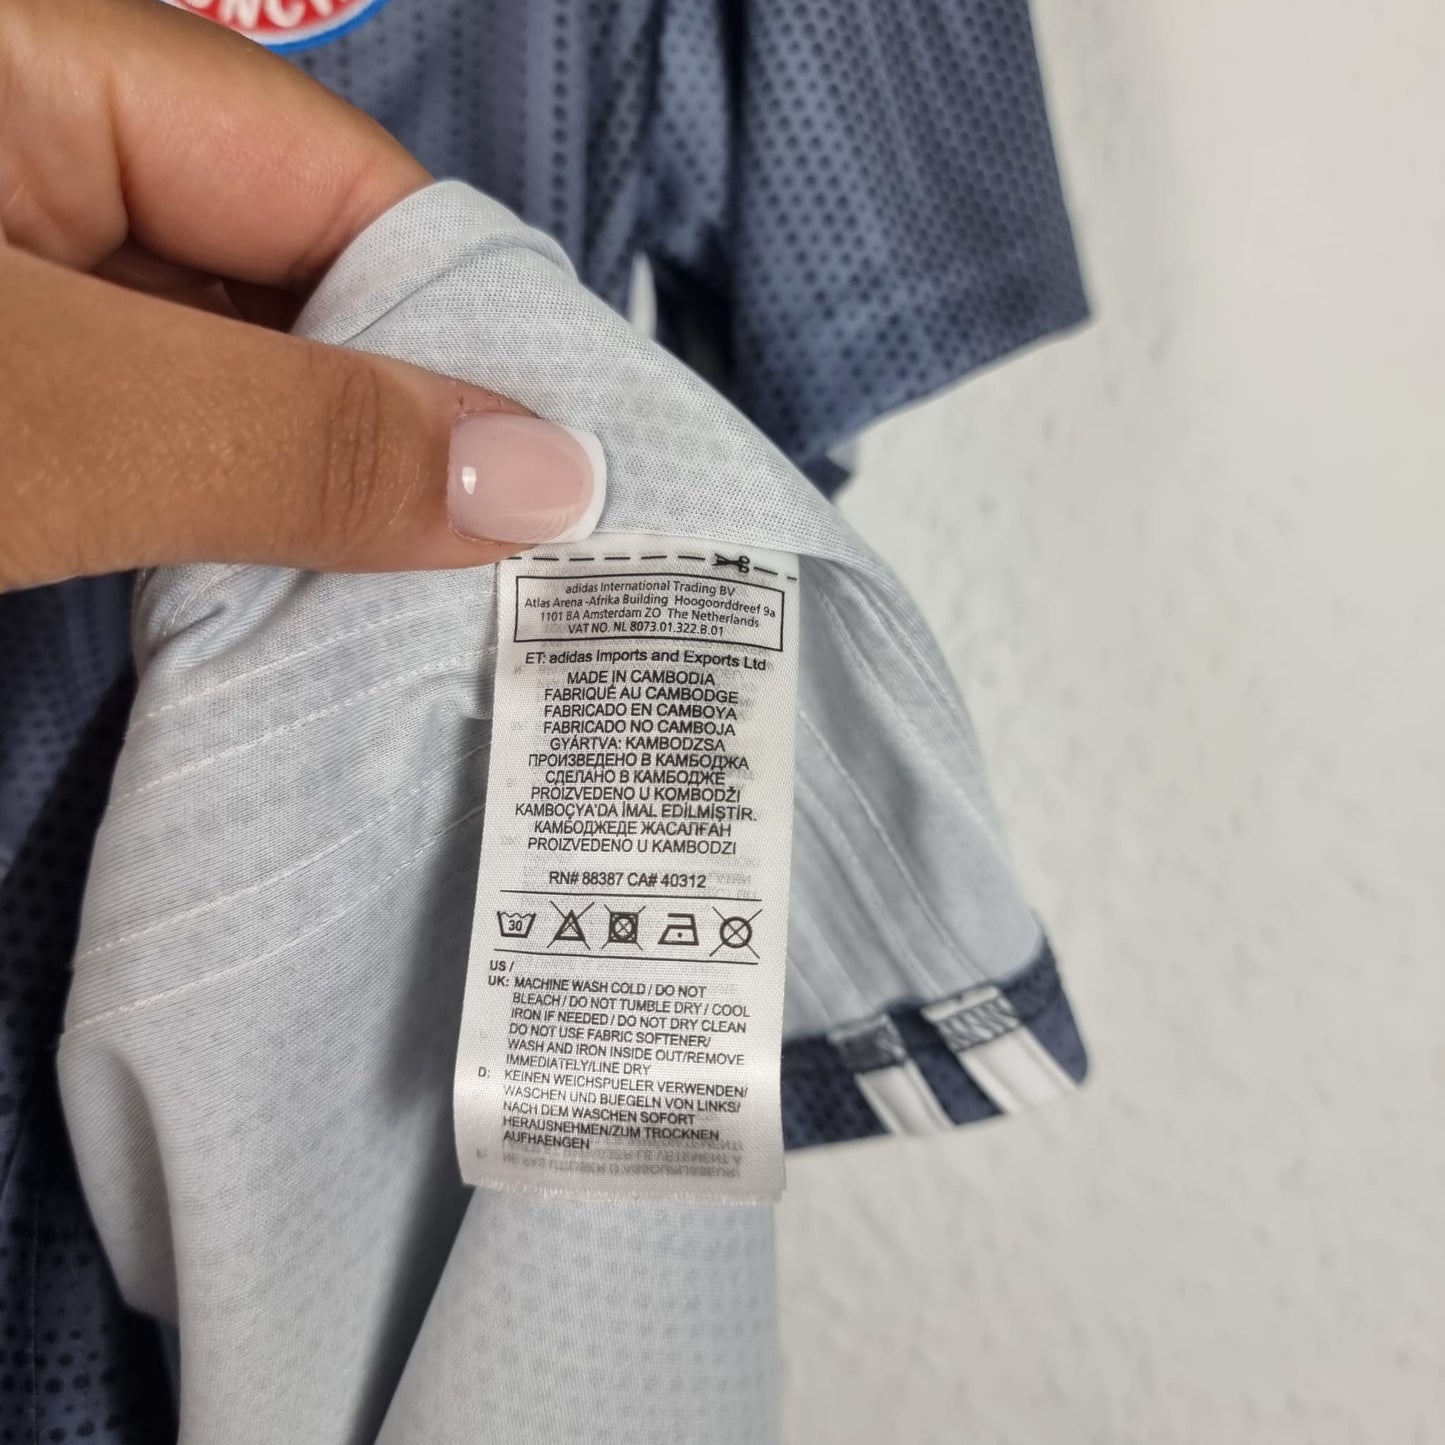 adidas International Trading BV
Atlas Arena -Afrika Building Hoogoorddreef 9a
1101 BA Amsterdam ZO The Netherlands
VAT NO. NL 8073.01.322.B.01
ET: adidas Imports and Exports Ltd
MADE IN CAMBODIA
FABRIQUÉ AU CAMBODGE
FABRICADO EN CAMBOYA
FABRICADO NO CAMBOJA
GYÁRTVA: KAMBODZSA
ПРОИЗВЕДЕНО В КАМБОДЖА
СДЕЛАНО В КАМБОДЖЕ
PROIZVEDENO U KOMBODŽI
KAMBOÇYA'DA İMAL EDİLMİŞTİR.
КАМБОДЖЕДЕ ЖАСАЛҒАН
PROIZVEDENO U KAMBODZI
RN# 88387 CA# 40312
30
US /
UK: MACHINE WASH COLD / DO NOT
BLEACH / DO NOT TUMBLE DRY / COOL
IRON IF NEEDED / DO NOT DRY CLEAN
DO NOT USE FABRIC SOFTENER/
WASH AND IRON INSIDE OUT/REMOVE
IMMEDIATELY/LINE DRY
D: KEINEN WEICHSPUELER VERWENDEN/
WASCHEN UND BUEGELN VON LINKS/
NACH DEM WASCHEN SOFORT
HERAUSNEHMEN/ZUM TROCKNEN
AUFHAENGEN